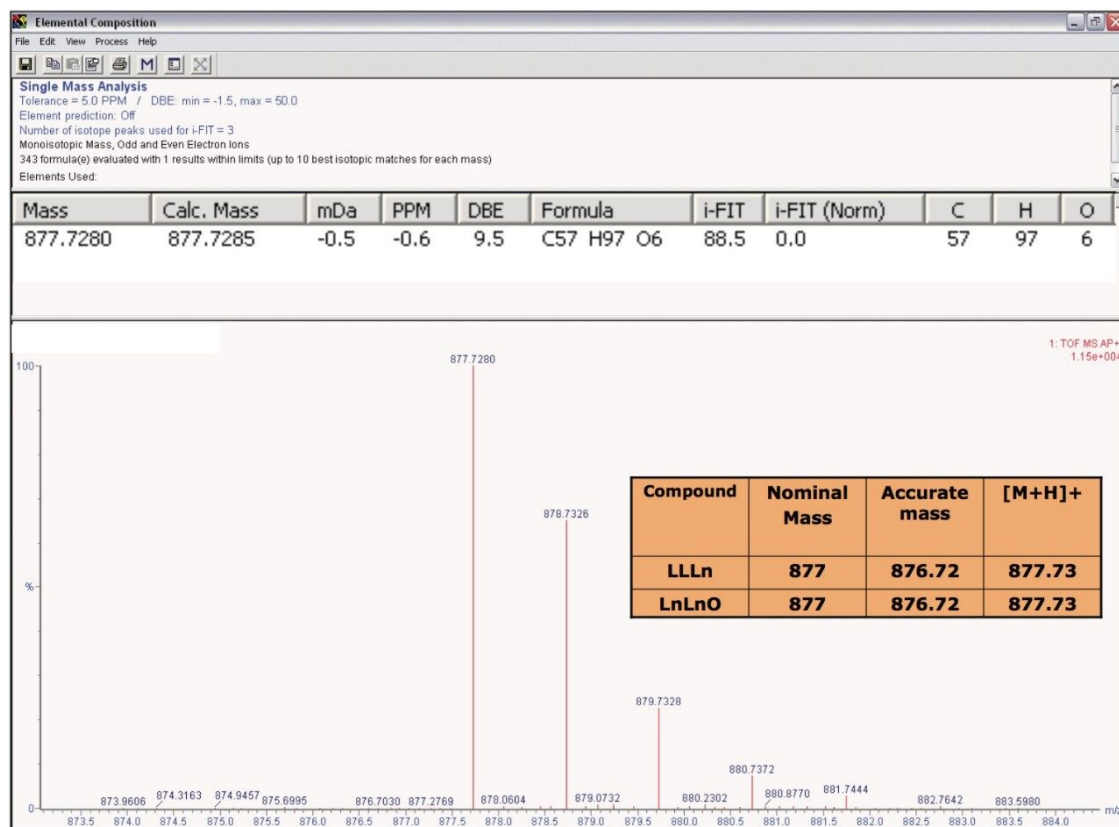 Elemental Composition
File Edit View Process Help
M
Single Mass Analysis
Tolerance = 5.0 PPM / DBE: min = -1.5, max = 50.0
Element prediction: Off
Number of isotope peaks used for i-FIT = 3
Monoisotopic Mass, Odd and Even Electron Ions
343 formula(e) evaluated with 1 results within limits (up to 10 best isotopic matches for each mass)
Elements Used:
Mass Calc. Mass mDa PPM DBE Formula i-FIT i-FIT (Norm) C H O
877.7280 877.7285 -0.5 -0.6 9.5 C57 H97 O6 88.5 0.0 57 97 6
1: TOF MS AP+
1.15e+004
100
%
0
877.7280
878.7326
879.7328
880.7372
873.9606 874.3163 874.9457 875.6995 876.7030 877.2769 878.0604 879.0732 880.2302 880.8770 881.7444 882.7642 883.5980
Compound Nominal Mass Accurate mass [M+H]+
LLLn 877 876.72 877.73
LnLnO 877 876.72 877.73
873.5 874.0 874.5 875.0 875.5 876.0 876.5 877.0 877.5 878.0 878.5 879.0 879.5 880.0 880.5 881.0 881.5 882.0 882.5 883.0 883.5 884.0